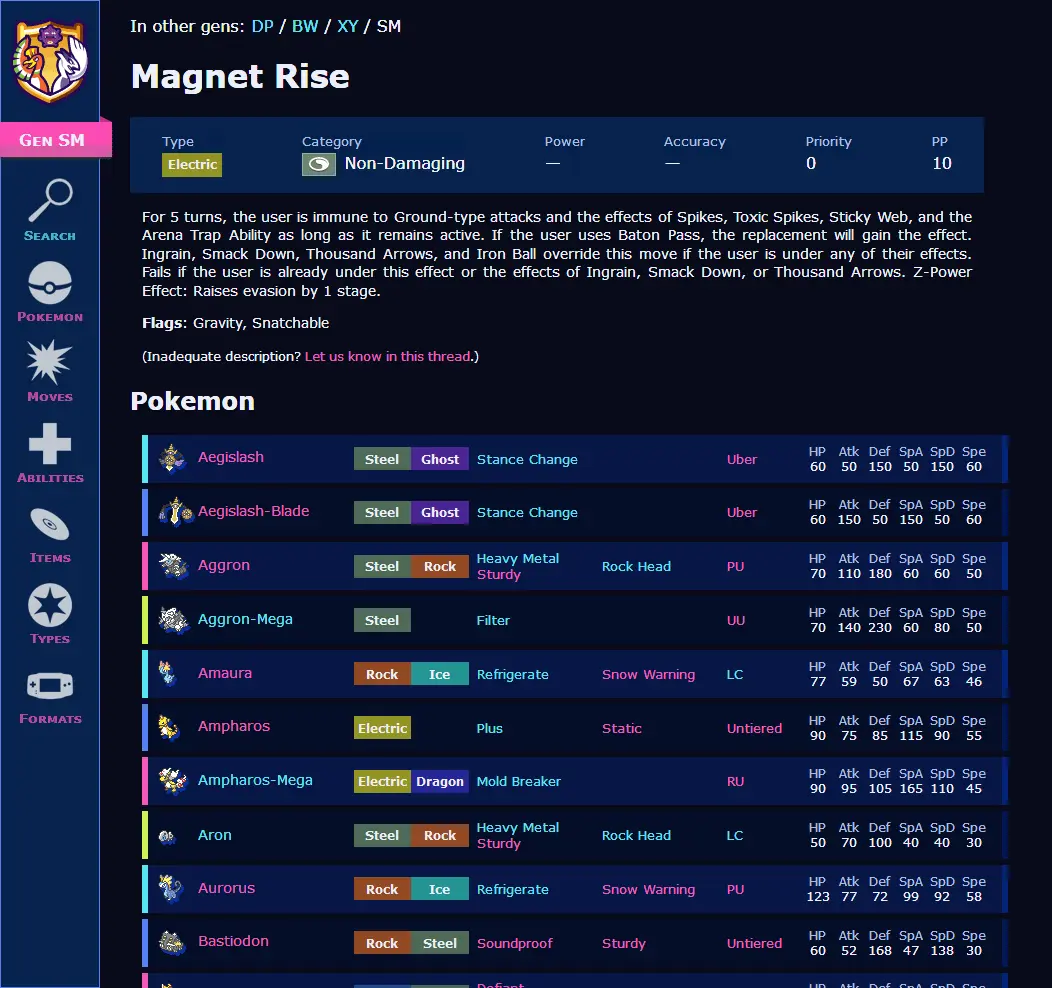 In other gens: DP / BW / XY / SM
Magnet Rise
GEN SM
SEARCH
POKEMON
MOVES
ABILITIES
ITEMS
TYPES
FORMATS
Type Category Power Accuracy Priority PP
Electric Non-Damaging — — 0 10
For 5 turns, the user is immune to Ground-type attacks and the effects of Spikes, Toxic Spikes, Sticky Web, and the
Arena Trap Ability as long as it remains active. If the user uses Baton Pass, the replacement will gain the effect.
Ingrain, Smack Down, Thousand Arrows, and Iron Ball override this move if the user is under any of their effects.
Fails if the user is already under this effect or the effects of Ingrain, Smack Down, or Thousand Arrows. Z-Power
Effect: Raises evasion by 1 stage.
Flags: Gravity, Snatchable
(Inadequate description? Let us know in this thread.)
Pokemon
Aegislash Steel Ghost Stance Change Uber HP Atk Def SpA SpD Spe
60 50 150 50 150 60
Aegislash-Blade Steel Ghost Stance Change Uber HP Atk Def SpA SpD Spe
60 150 50 150 50 60
Aggron Steel Rock Heavy Metal Rock Head PU HP Atk Def SpA SpD Spe
Sturdy 70 110 180 60 60 50
Aggron-Mega Steel Filter UU HP Atk Def SpA SpD Spe
70 140 230 60 80 50
Amaura Rock Ice Refrigerate Snow Warning LC HP Atk Def SpA SpD Spe
77 59 50 67 63 46
Ampharos Electric Plus Static Untiered HP Atk Def SpA SpD Spe
90 75 85 115 90 55
Ampharos-Mega Electric Dragon Mold Breaker RU HP Atk Def SpA SpD Spe
90 95 105 165 110 45
Aron Steel Rock Heavy Metal Rock Head LC HP Atk Def SpA SpD Spe
Sturdy 50 70 100 40 40 30
Aurorus Rock Ice Refrigerate Snow Warning PU HP Atk Def SpA SpD Spe
123 77 72 99 92 58
Bastiodon Rock Steel Soundproof Sturdy Untiered HP Atk Def SpA SpD Spe
60 52 168 47 138 30
Defiant HP Atk Def SpA SpD Spe